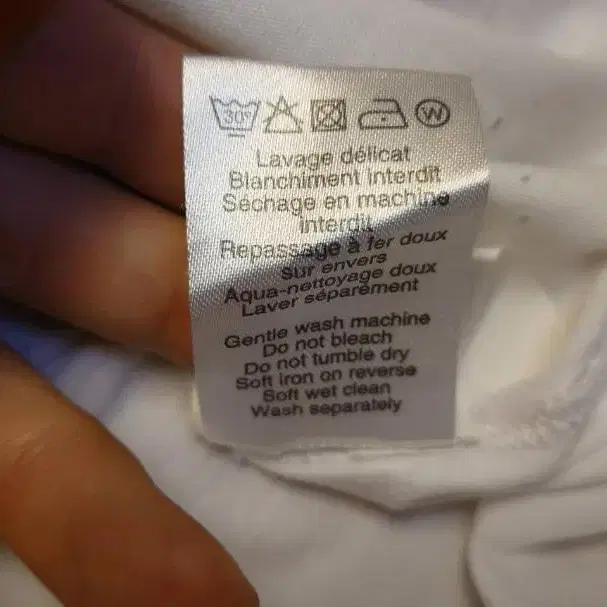 30° W
Lavage délicat
Blanchiment interdit
Séchage en machine
interdit
Repassage à fer doux
sur envers
Aqua-nettoyage doux
Laver séparément
Gentle wash machine
Do not bleach
Do not tumble dry
Soft iron on reverse
Soft wet clean
Wash separately